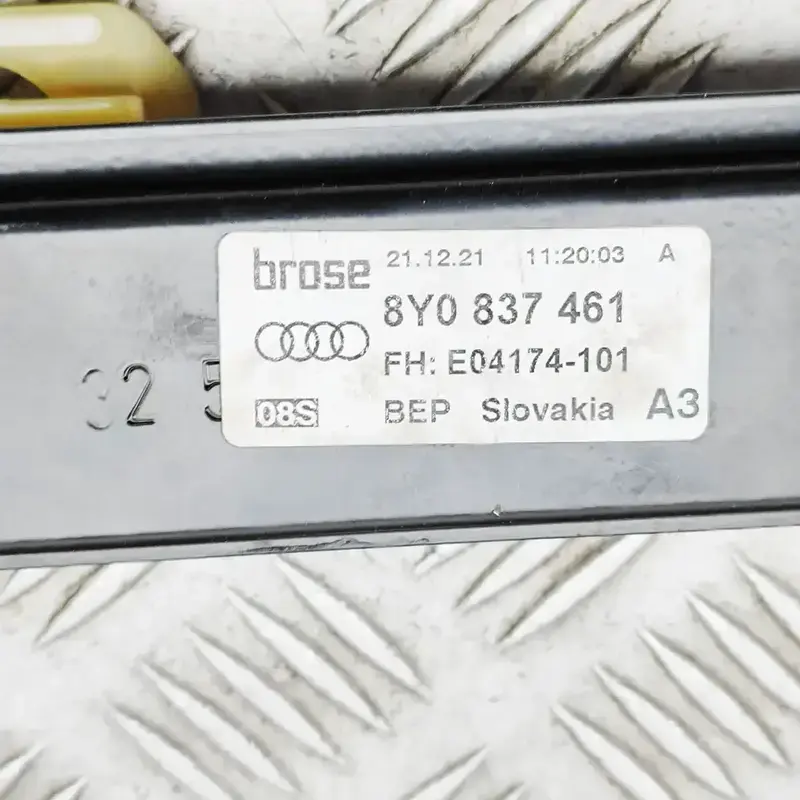 brose 21.12.21 11:20:03 A
8Y0 837 461
FH: E04174-101
08S BEP Slovakia A3
32 5